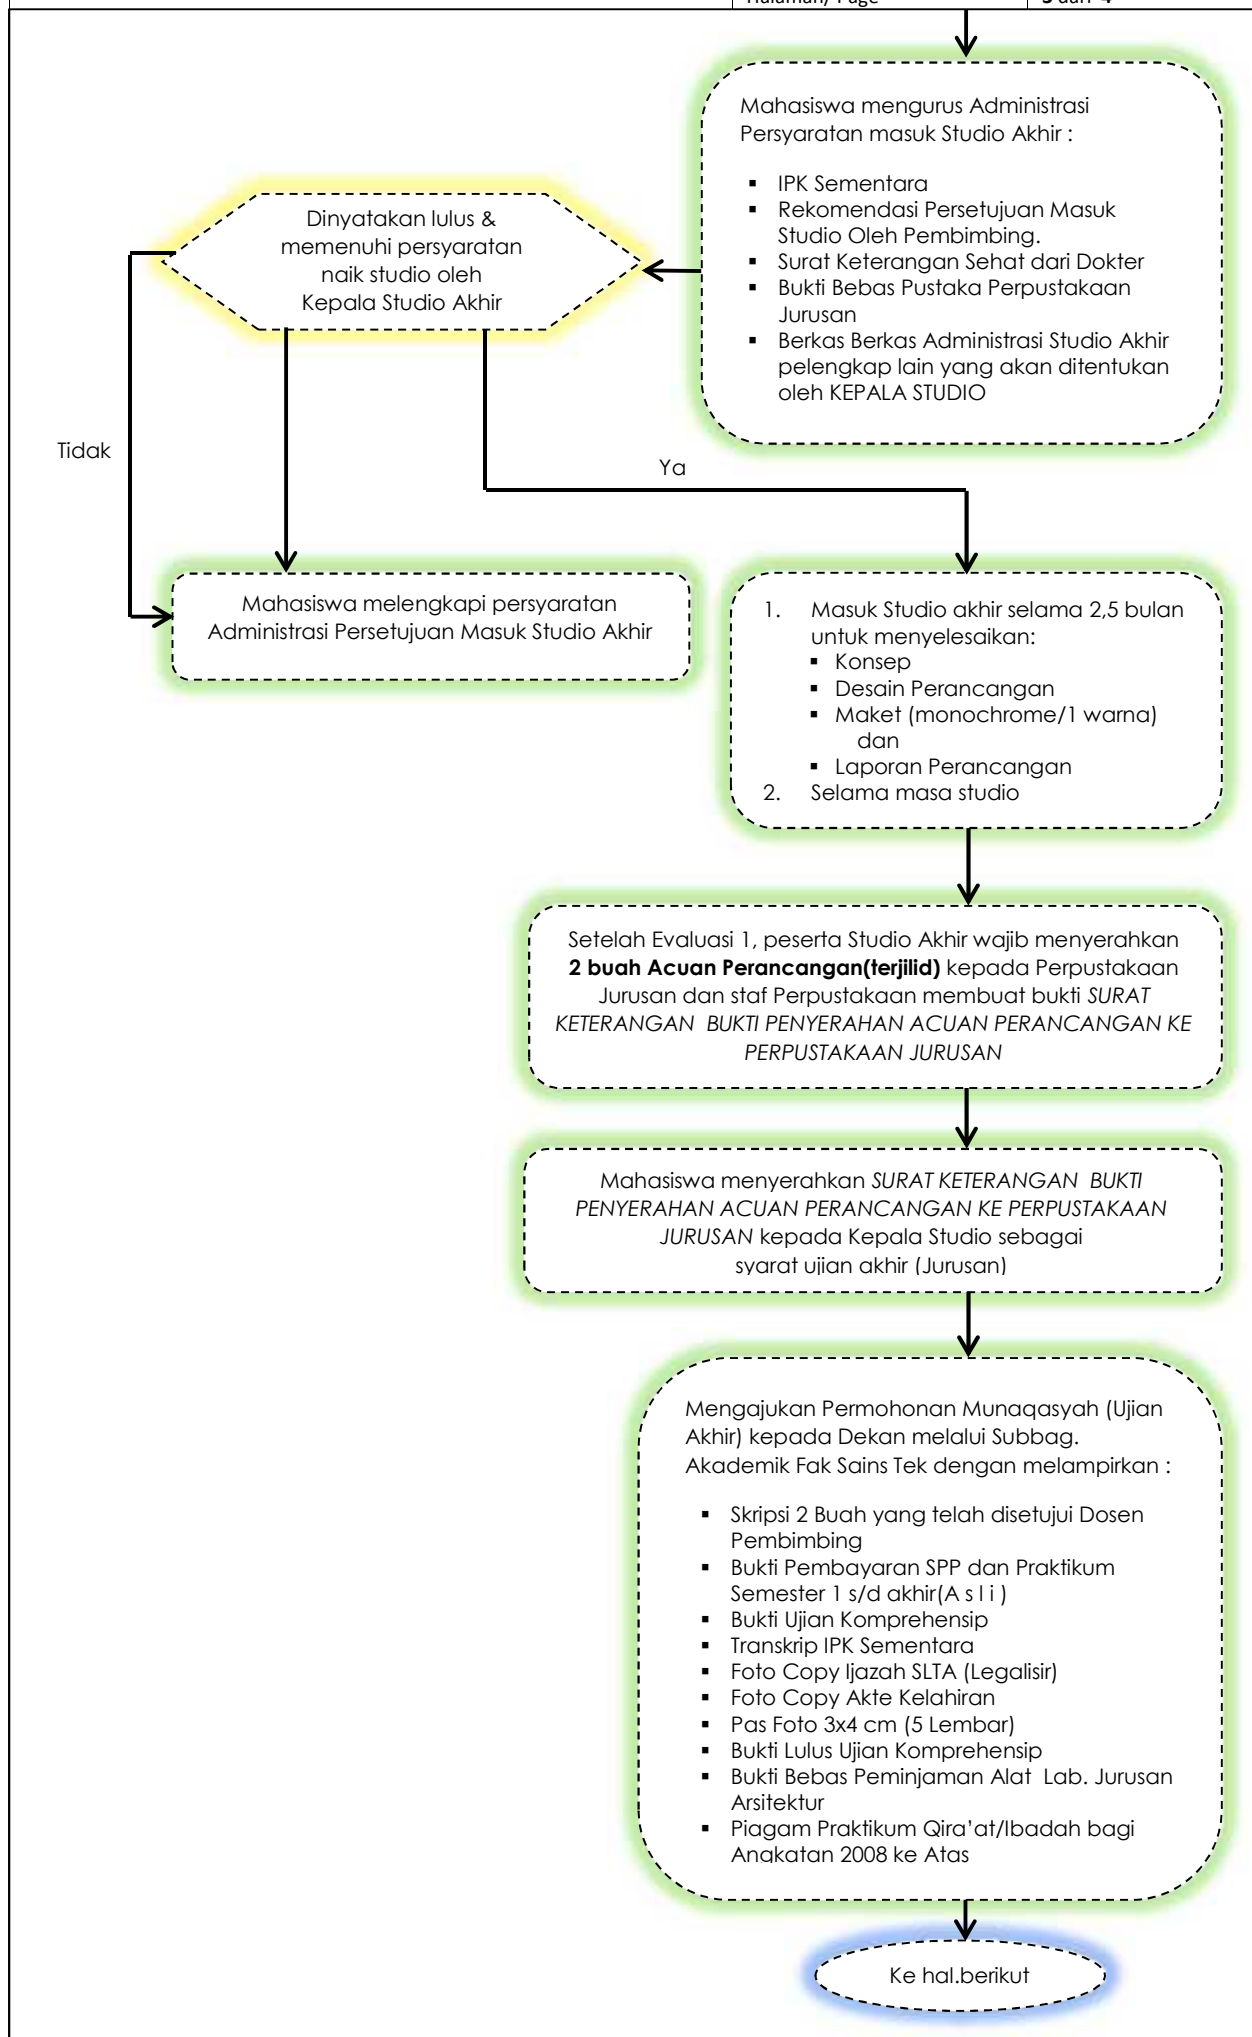 Halaman/ Page 3 dari 4
Mahasiswa mengurus Administrasi
Persyaratan masuk Studio Akhir :
▪ IPK Sementara
▪ Rekomendasi Persetujuan Masuk
Studio Oleh Pembimbing.
▪ Surat Keterangan Sehat dari Dokter
▪ Bukti Bebas Pustaka Perpustakaan
Jurusan
▪ Berkas Berkas Administrasi Studio Akhir
pelengkap lain yang akan ditentukan
oleh KEPALA STUDIO
Dinyatakan lulus &
memenuhi persyaratan
naik studio oleh
Kepala Studio Akhir
Tidak
Ya
Mahasiswa melengkapi persyaratan
Administrasi Persetujuan Masuk Studio Akhir
1. Masuk Studio akhir selama 2,5 bulan
untuk menyelesaikan:
▪ Konsep
▪ Desain Perancangan
▪ Maket (monochrome/1 warna)
dan
▪ Laporan Perancangan
2. Selama masa studio
Setelah Evaluasi 1, peserta Studio Akhir wajib menyerahkan
2 buah Acuan Perancangan(terjilid) kepada Perpustakaan
Jurusan dan staf Perpustakaan membuat bukti SURAT
KETERANGAN BUKTI PENYERAHAN ACUAN PERANCANGAN KE
PERPUSTAKAAN JURUSAN
Mahasiswa menyerahkan SURAT KETERANGAN BUKTI
PENYERAHAN ACUAN PERANCANGAN KE PERPUSTAKAAN
JURUSAN kepada Kepala Studio sebagai
syarat ujian akhir (Jurusan)
Mengajukan Permohonan Munaqasyah (Ujian
Akhir) kepada Dekan melalui Subbag.
Akademik Fak Sains Tek dengan melampirkan :
▪ Skripsi 2 Buah yang telah disetujui Dosen
Pembimbing
▪ Bukti Pembayaran SPP dan Praktikum
Semester 1 s/d akhir(A s l i )
▪ Bukti Ujian Komprehensip
▪ Transkrip IPK Sementara
▪ Foto Copy Ijazah SLTA (Legalisir)
▪ Foto Copy Akte Kelahiran
▪ Pas Foto 3x4 cm (5 Lembar)
▪ Bukti Lulus Ujian Komprehensip
▪ Bukti Bebas Peminjaman Alat Lab. Jurusan
Arsitektur
▪ Piagam Praktikum Qira'at/Ibadah bagi
Angkatan 2008 ke Atas
Ke hal.berikut